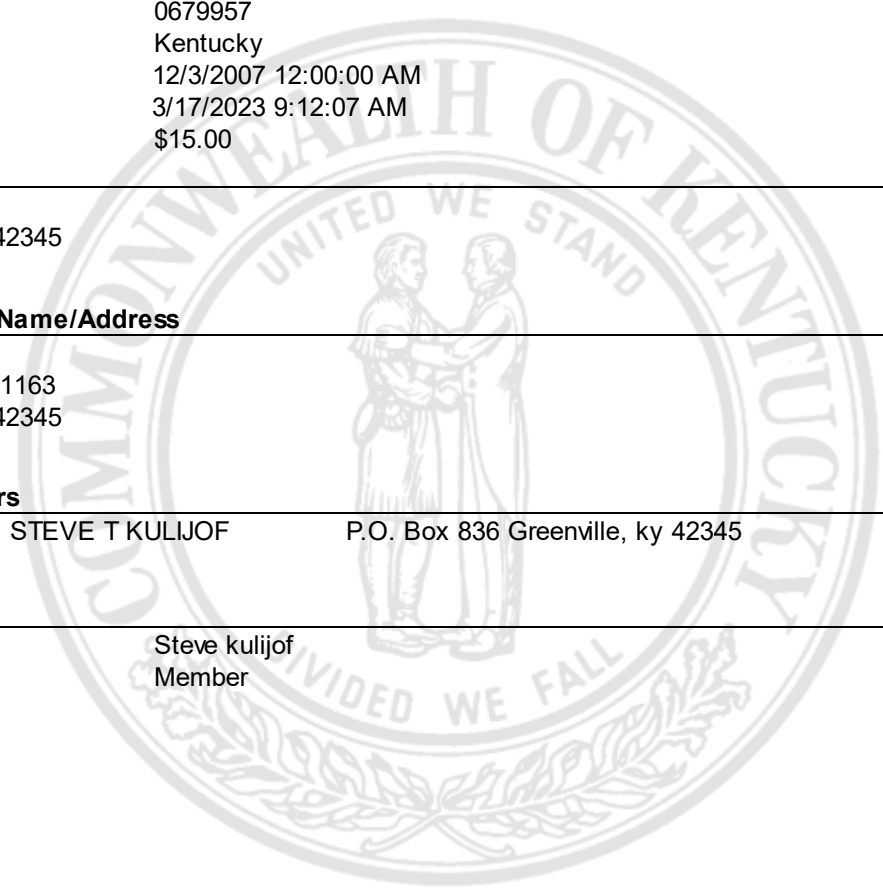 0679957
Kentucky
12/3/2007 12:00:00 AM
3/17/2023 9:12:07 AM
$15.00
42345
Name/Address
1163
42345
rs
STEVE T KULIJOF P.O. Box 836 Greenville, ky 42345
Steve kulijof
Member
COMMONWEALTH OF KENTUCKY
UNITED WE STAND
DIVIDED WE FALL